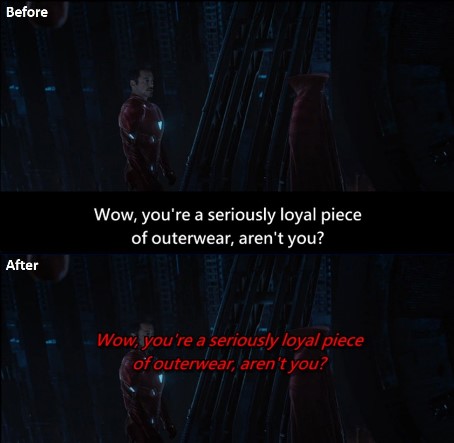 Before
Wow, you're a seriously loyal piece
of outerwear, aren't you?
After
Wow, you're a seriously loyal piece
of outerwear, aren't you?